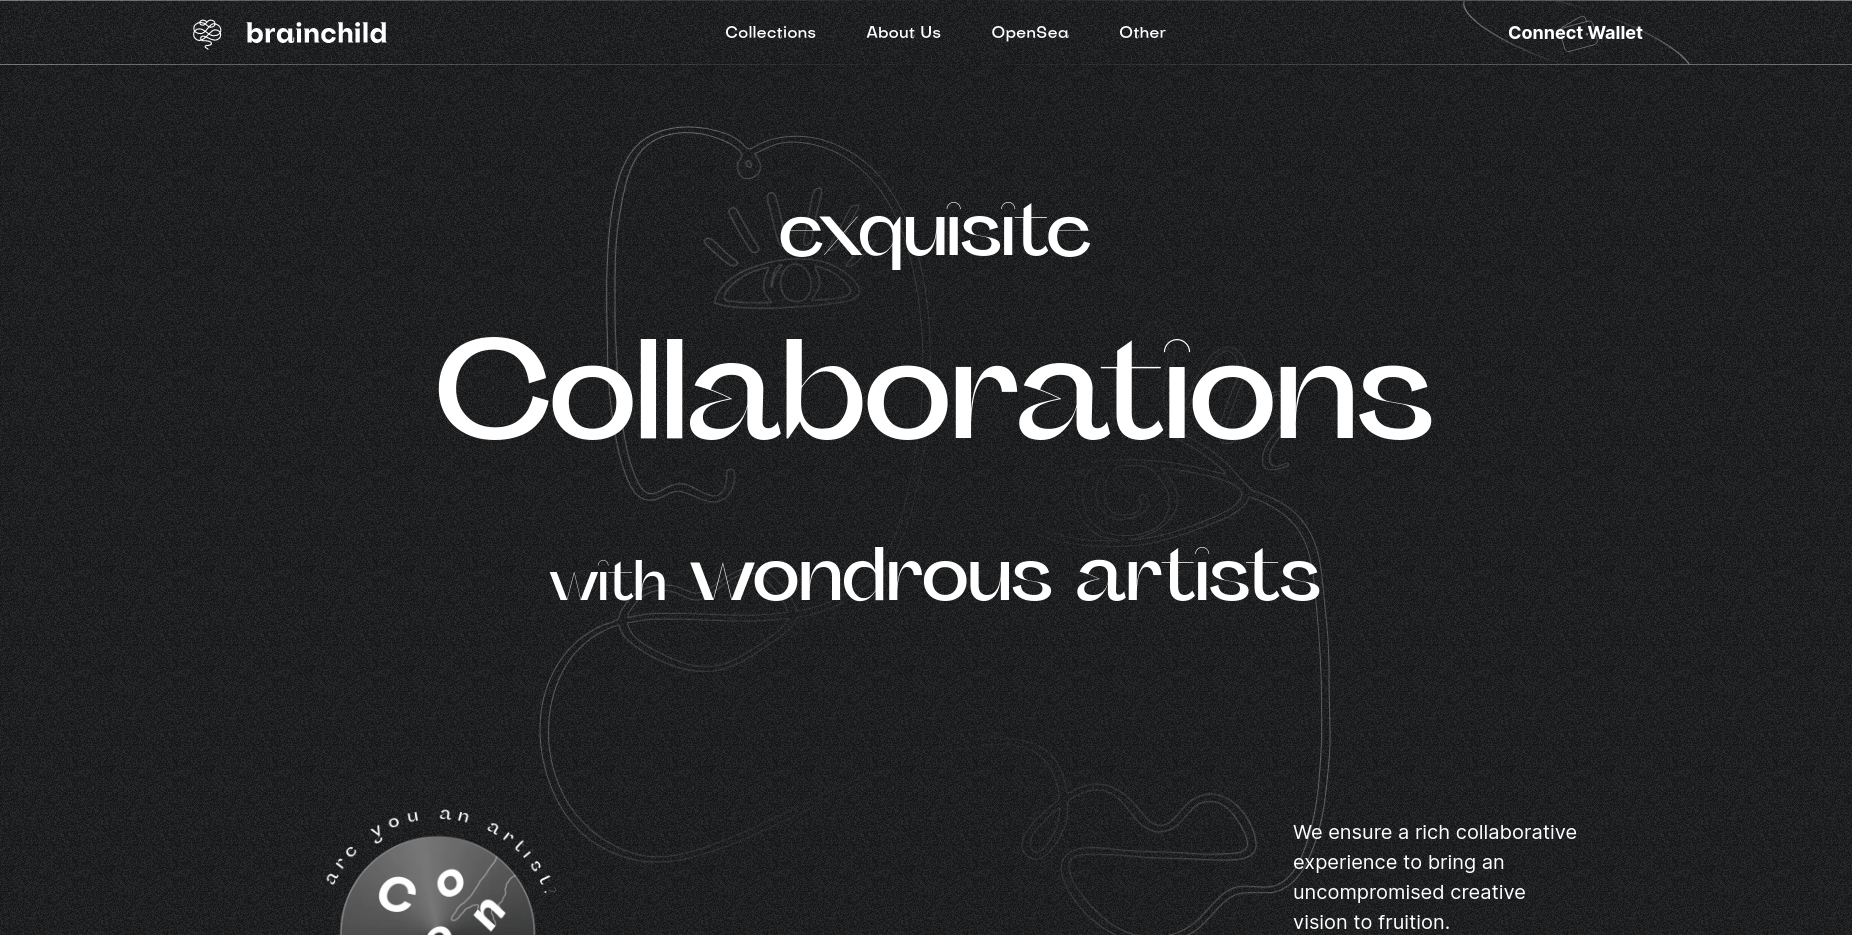 brainchild
Collections About Us OpenSea Other
Connect Wallet
exquisite
Collaborations
with wondrous artists
are you an artist?
Co
n
We ensure a rich collaborative
experience to bring an
uncompromised creative
vision to fruition.